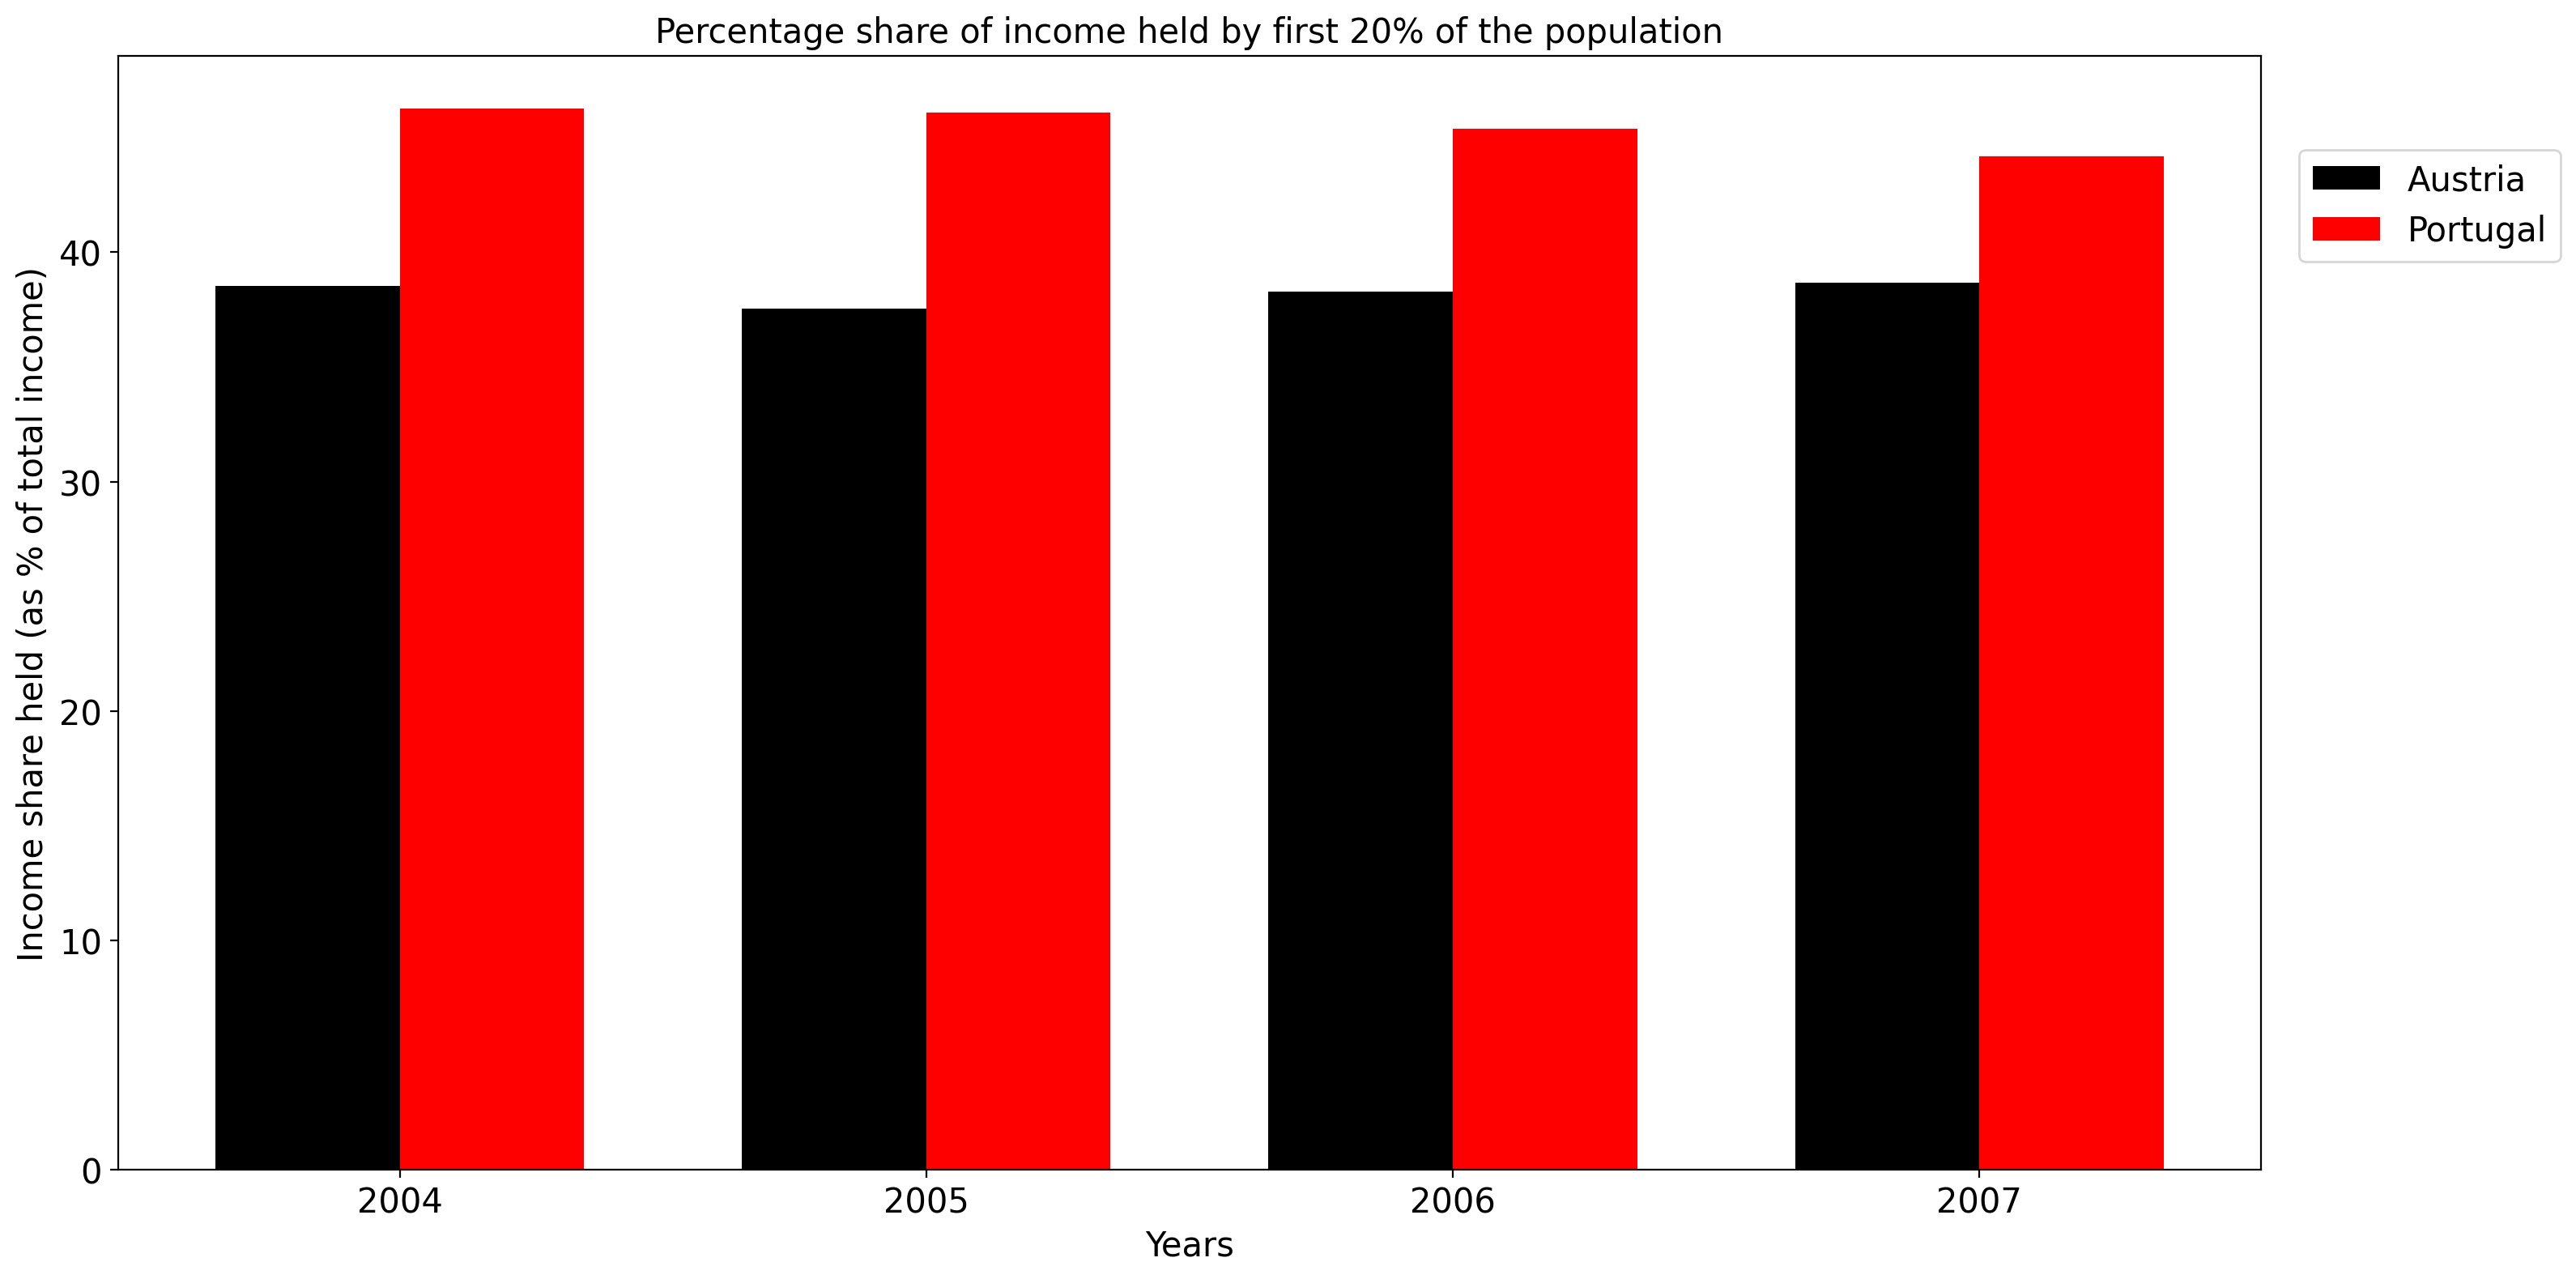 Percentage share of income held by first 20% of the population
Income share held (as % of total income)
40
30
20
10
0
2004
2005
2006
2007
Years
Austria
Portugal